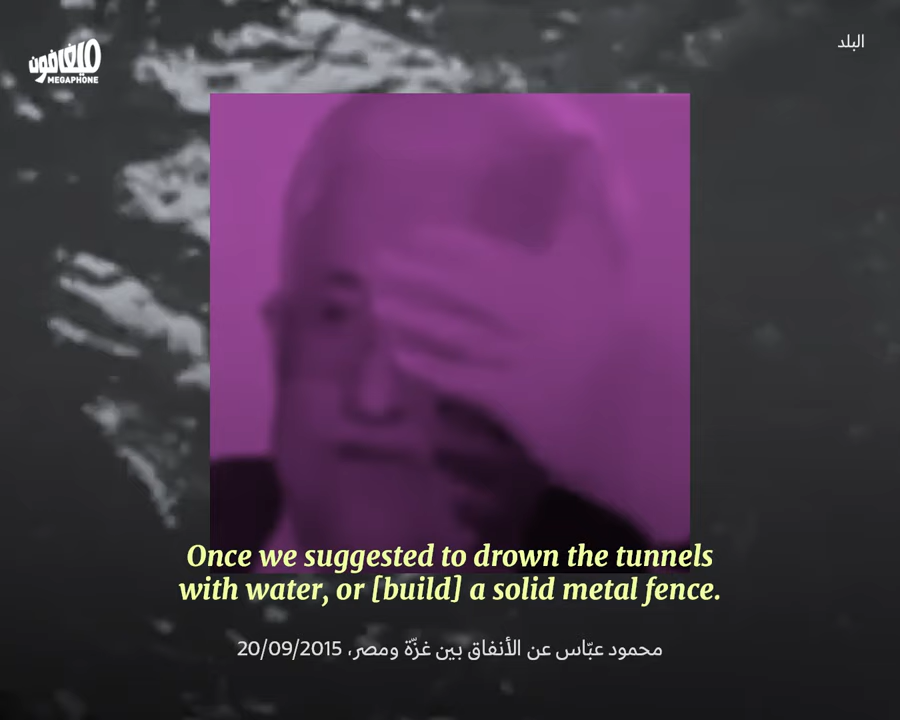 ميغافون
MEGAPHONE
البلد
Once we suggested to drown the tunnels
with water, or [build] a solid metal fence.
محمود عبّاس عن الأنفاق بين غزّة ومصر، 20/09/2015